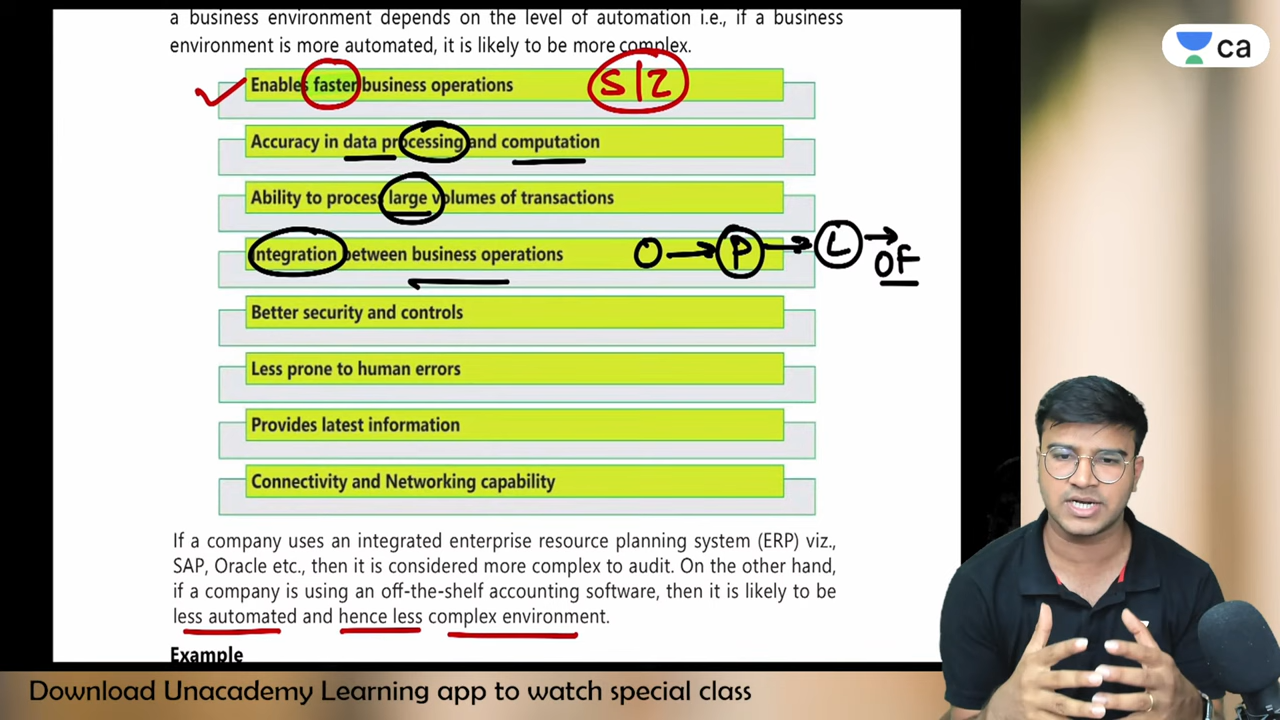 a business environment depends on the level of automation i.e., if a business
environment is more automated, it is likely to be more complex.
ca
Enables faster business operations
S/2
Accuracy in data processing and computation
Ability to process large volumes of transactions
Integration between business operations
O → P → L → OF
Better security and controls
Less prone to human errors
Provides latest information
Connectivity and Networking capability
If a company uses an integrated enterprise resource planning system (ERP) viz.,
SAP, Oracle etc., then it is considered more complex to audit. On the other hand,
if a company is using an off-the-shelf accounting software, then it is likely to be
less automated and hence less complex environment.
Example
Download Unacademy Learning app to watch special class